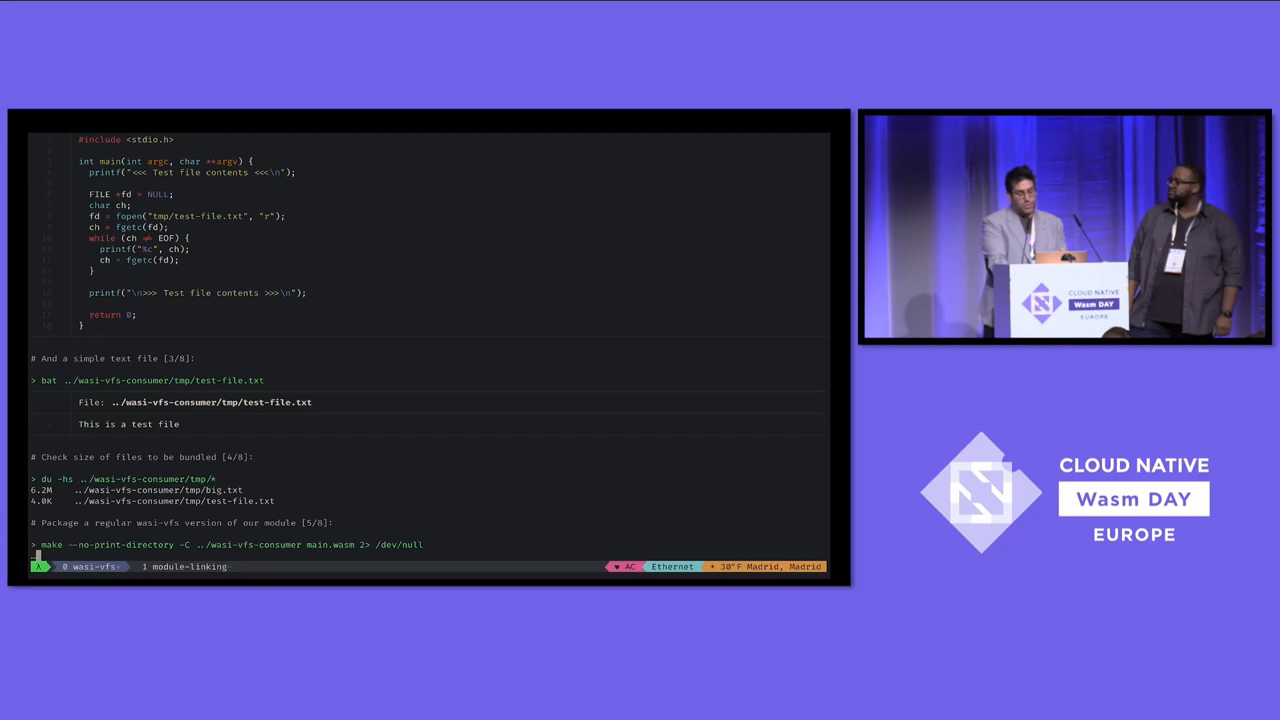 #include <stdio.h>
int main(int argc, char **argv) {
printf("<<< Test file contents <<<\n");
FILE *fd = NULL;
char ch;
fd = fopen("tmp/test-file.txt", "r");
ch = fgetc(fd);
while (ch ≠ EOF) {
printf("%c", ch);
ch = fgetc(fd);
}
printf("\n>>> Test file contents >>>\n");
return 0;
}
# And a simple text file [3/8]:
> bat ../wasi-vfs-consumer/tmp/test-file.txt
File: ../wasi-vfs-consumer/tmp/test-file.txt
This is a test file
# Check size of files to be bundled [4/8]:
> du -hs ../wasi-vfs-consumer/tmp/*
6.2M ../wasi-vfs-consumer/tmp/big.txt
4.0K ../wasi-vfs-consumer/tmp/test-file.txt
# Package a regular wasi-vfs version of our module [5/8]:
> make --no-print-directory -C ../wasi-vfs-consumer main.wasm 2> /dev/null
λ 0 wasi-vfs- 1 module-linking- ♥ AC Ethernet ☀ 30°F Madrid, Madrid
CLOUD NATIVE
Wasm DAY
EUROPE
CLOUD NATIVE
Wasm DAY
EUROPE